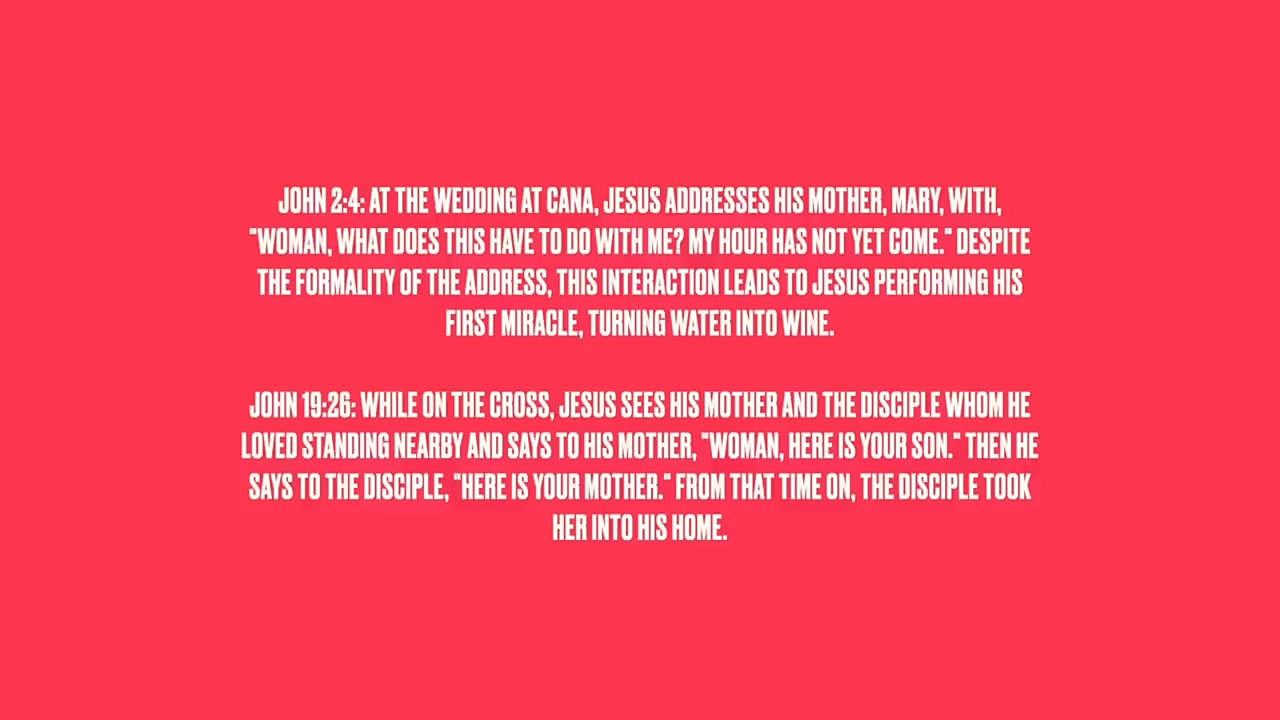 JOHN 2:4: AT THE WEDDING AT CANA, JESUS ADDRESSES HIS MOTHER, MARY, WITH,
"WOMAN, WHAT DOES THIS HAVE TO DO WITH ME? MY HOUR HAS NOT YET COME." DESPITE
THE FORMALITY OF THE ADDRESS, THIS INTERACTION LEADS TO JESUS PERFORMING HIS
FIRST MIRACLE, TURNING WATER INTO WINE.
JOHN 19:26: WHILE ON THE CROSS, JESUS SEES HIS MOTHER AND THE DISCIPLE WHOM HE
LOVED STANDING NEARBY AND SAYS TO HIS MOTHER, "WOMAN, HERE IS YOUR SON." THEN HE
SAYS TO THE DISCIPLE, "HERE IS YOUR MOTHER." FROM THAT TIME ON, THE DISCIPLE TOOK
HER INTO HIS HOME.